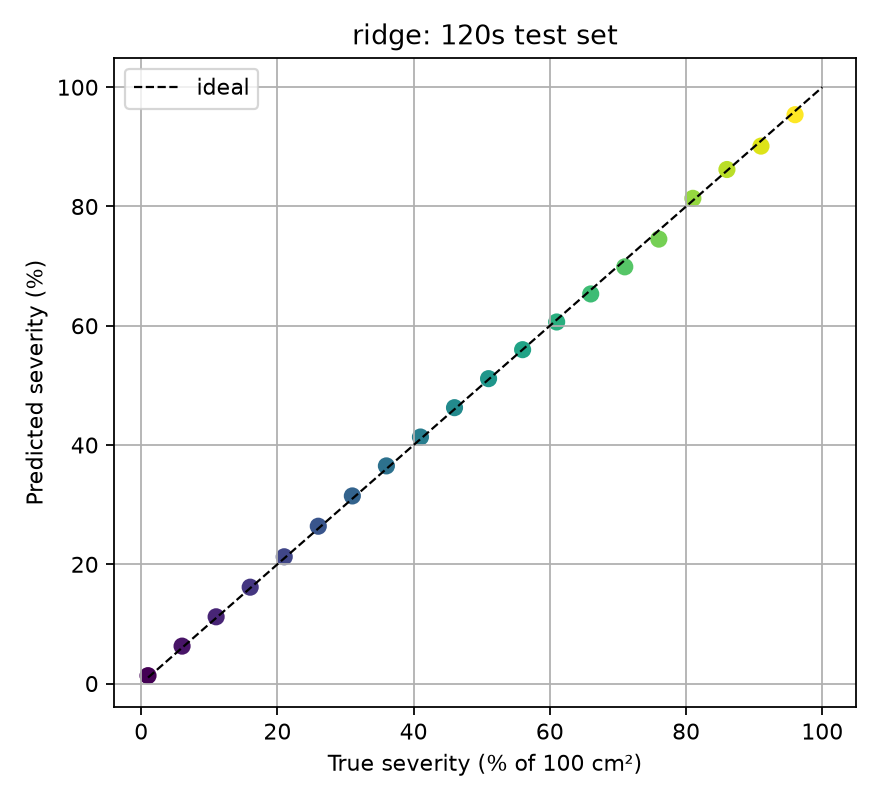 ridge: 120s test set
ideal
100
80
60
40
20
0
Predicted severity (%)
0 20 40 60 80 100
True severity (% of 100 cm²)